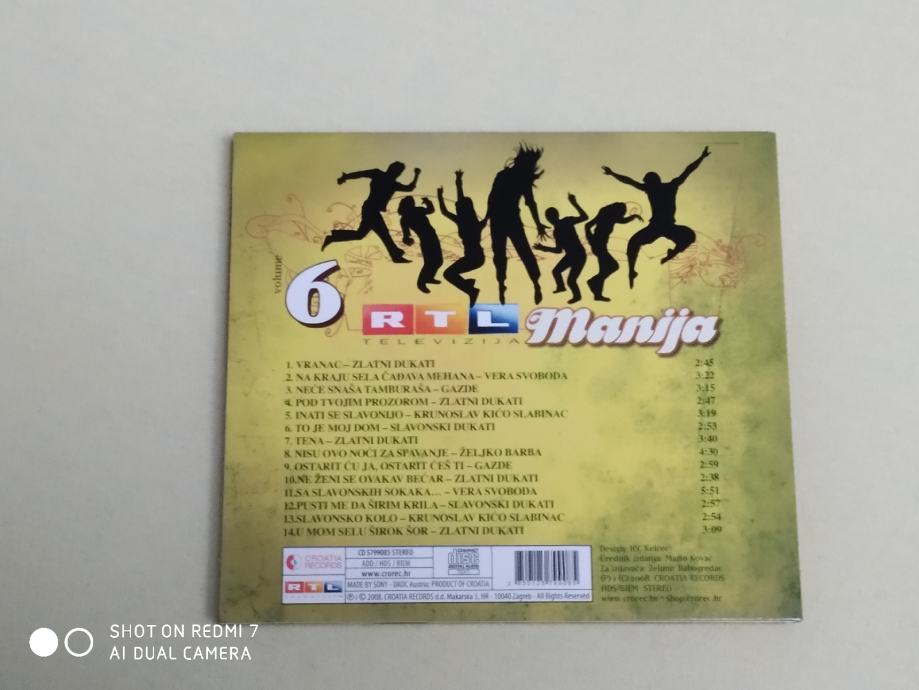 volume
6
RTL
TELEVIZIJA
Manija
1. VRANAC – ZLATNI DUKATI 2:45
2. NA KRAJU SELA ČAĐAVA MEHANA – VERA SVOBODA 3:22
3. NEĆE SNAŠA TAMBURAŠA – GAZDE 3:15
4. POD TVOJIM PROZOROM – ZLATNI DUKATI 2:47
5. INATI SE SLAVONIJO – KRUNOSLAV KIĆO SLABINAC 3:19
6. TO JE MOJ DOM – SLAVONSKI DUKATI 2:53
7. TENA – ZLATNI DUKATI 3:40
8. NISU OVO NOĆI ZA SPAVANJE – ŽELJKO BARBA 4:30
9. OSTARIT ĆU JA, OSTARIT ĆEŠ TI – GAZDE 2:59
10.NE ŽENI SE OVAKAV BEĆAR – ZLATNI DUKATI 2:38
11.SA SLAVONSKIH SOKAKA... – VERA SVOBODA 5:51
12.PUSTI ME DA ŠIRIM KRILA – SLAVONSKI DUKATI 2:57
13.SLAVONSKO KOLO – KRUNOSLAV KIĆO SLABINAC 2:54
14.U MOM SELU ŠIROK ŠOR – ZLATNI DUKATI 3:09
CROATIA
RECORDS
RTL
CD 5799085 STEREO
ADD / HDS / BIEM
www.crorec.hr
COMPACT
disc
DIGITAL AUDIO
MADE BY SONY - DADC Austria; PRODUCT OF CROATIA
Ⓟ i © 2008. CROATIA RECORDS d.d. Makarska 3, HR - 10040 Zagreb · All Rights Reserved
Design: ICC
Urednik izdanja: Mario Kovač
Za izdavača: Želimir Babogredac
(P) i (C) 2008. CROATIA RECORDS
HDS/BIEM STEREO
www.crorec.hr * shop.crorec.hr
SHOT ON REDMI 7
AI DUAL CAMERA